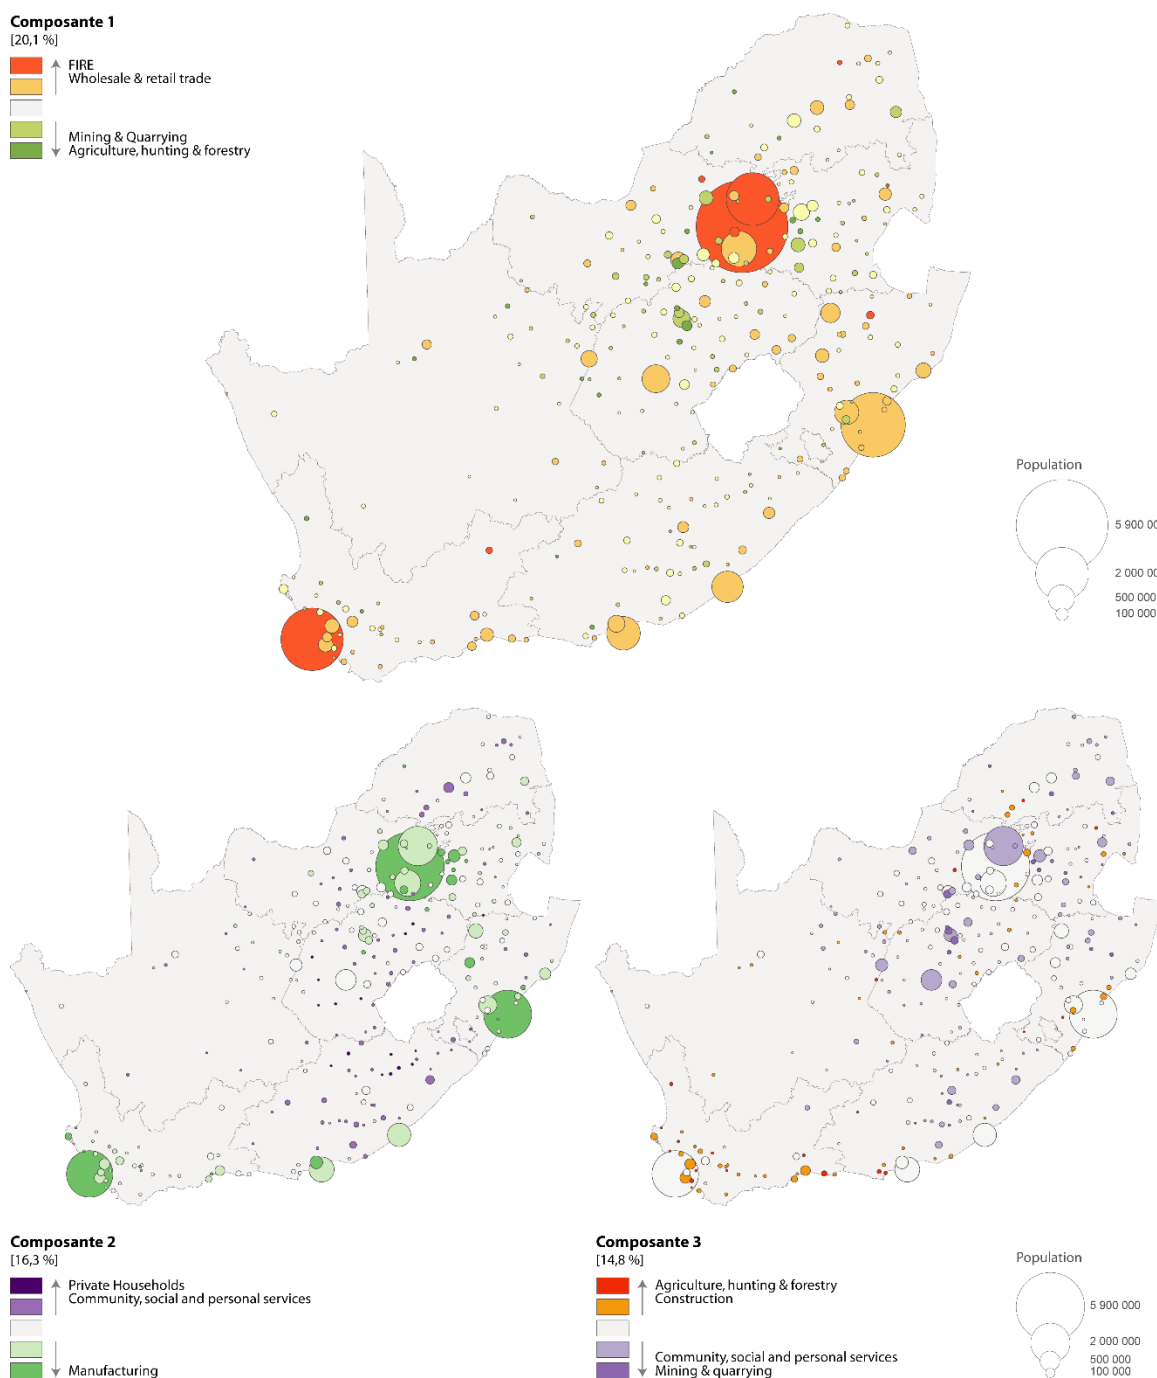 Composante 1
[20,1 %]
FIRE
Wholesale & retail trade
Mining & Quarrying
Agriculture, hunting & forestry
Population
5 900 00
2 000 00
500 000
100 000
Composante 2
[16,3 %]
Private Households
Community, social and personal services
Manufacturing
Composante 3
[14,8 %]
Agriculture, hunting & forestry
Construction
Community, social and personal services
Mining & quarrying
Population
5 900 000
2 000 000
500 000
100 000